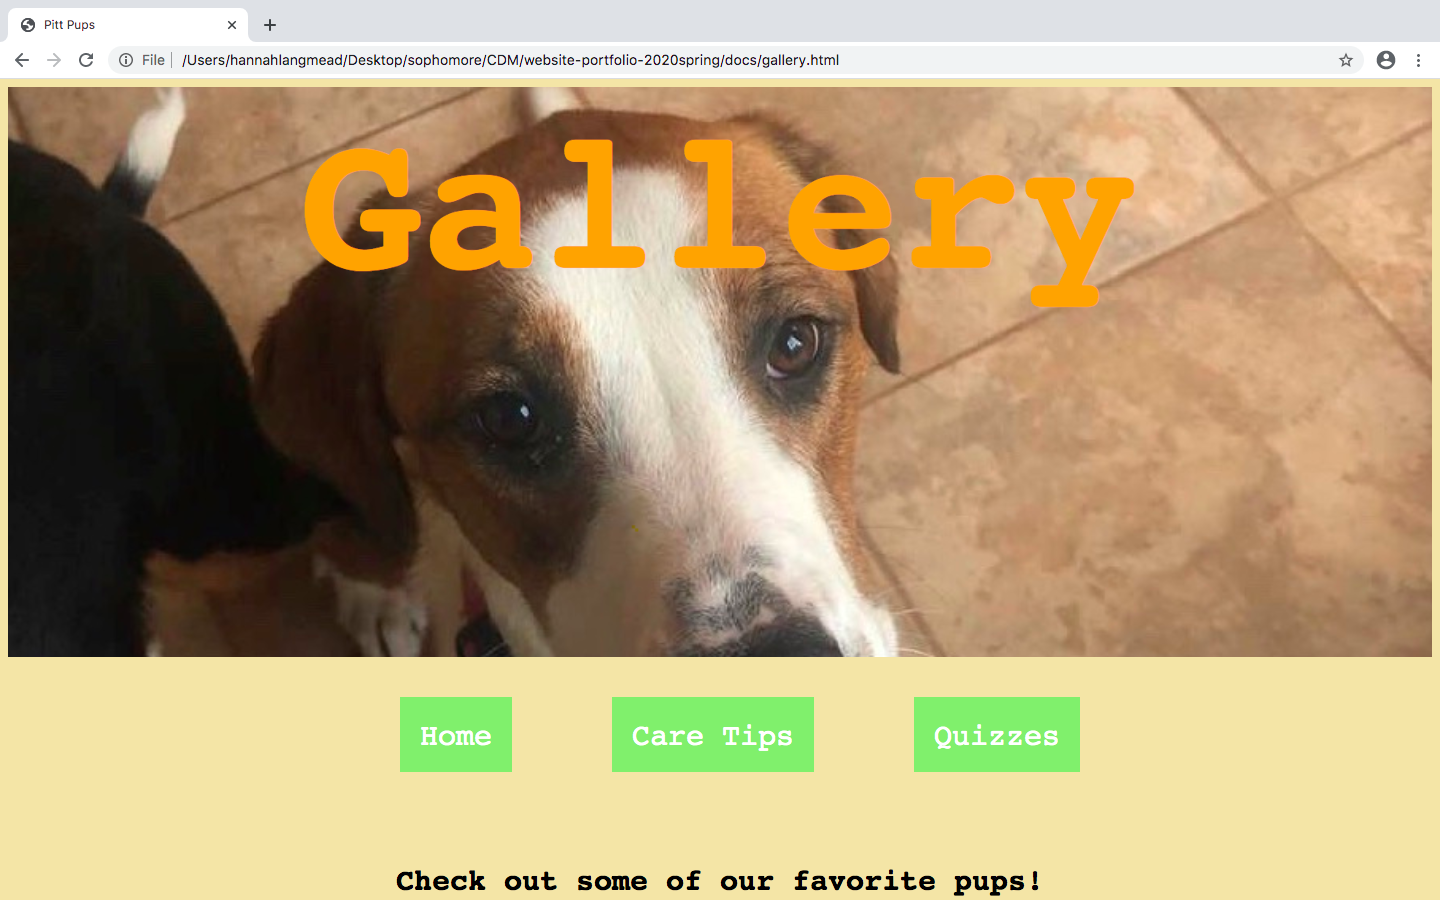 Pitt Pups
File
/Users/hannahlangmead/Desktop/sophomore/CDM/website-portfolio-2020spring/docs/gallery.html
Gallery
Home
Care Tips
Quizzes
Check out some of our favorite pups!